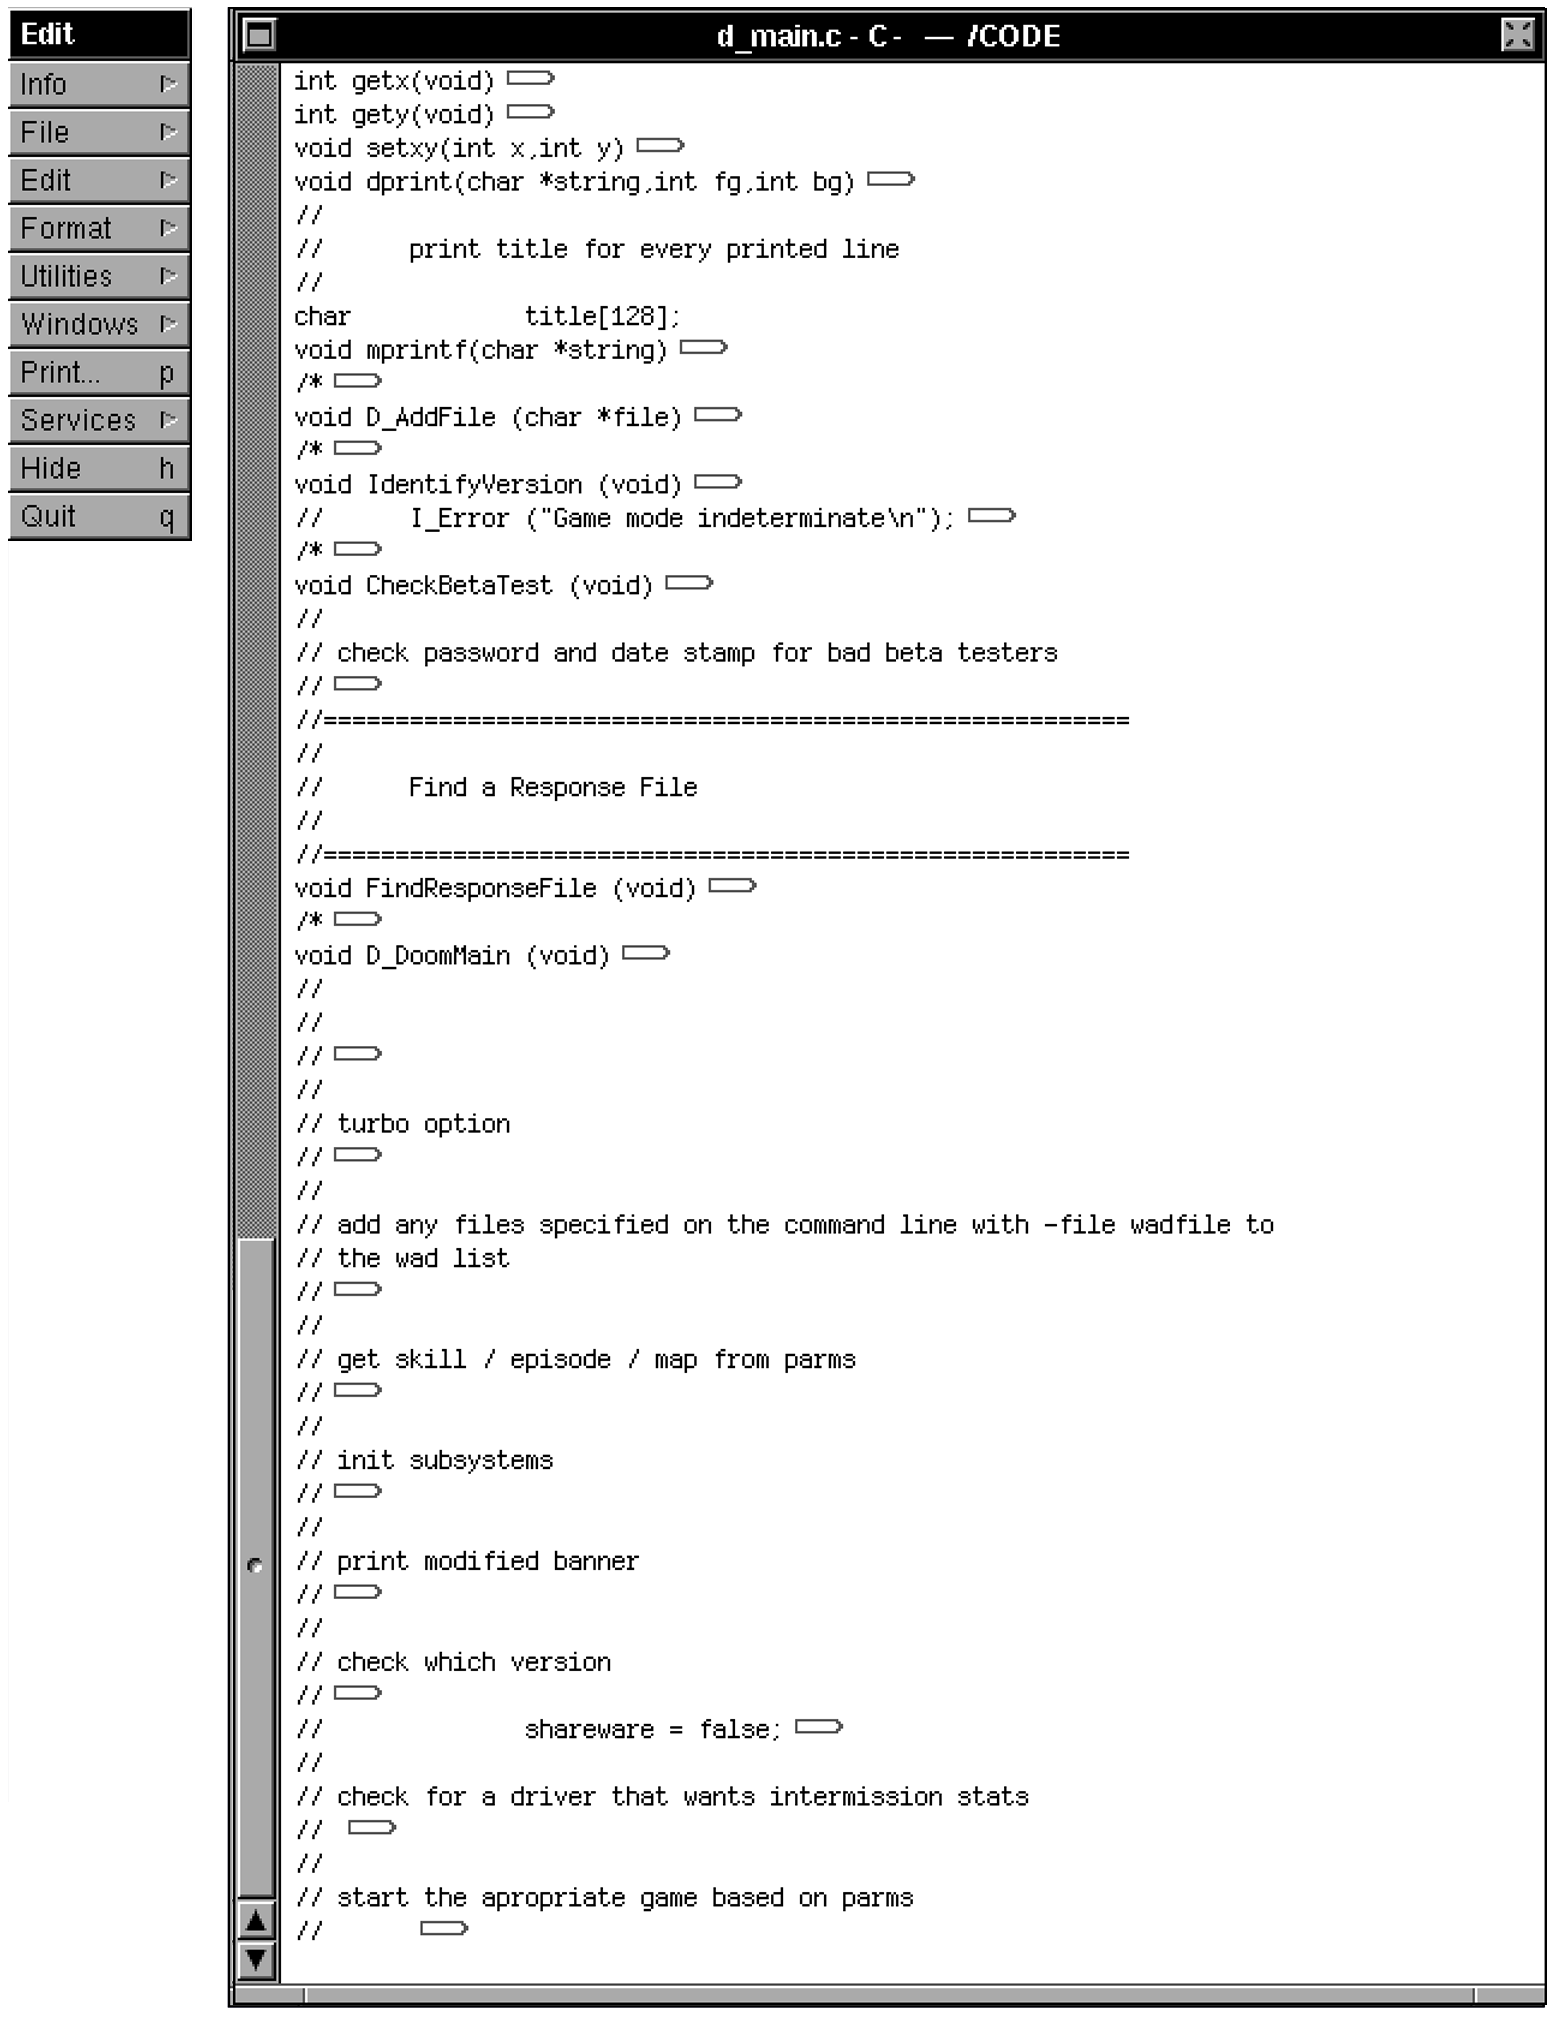 Edit
Info
File
Edit
Format
Utilities
Windows
Print... p
Services
Hide h
Quit q
d_main.c - C - — /CODE
int getx(void)
int gety(void)
void setxy(int x,int y)
void dprint(char *string,int fg,int bg)
//
// print title for every printed line
//
char title[128];
void mprintf(char *string)
/*
void D_AddFile (char *file)
/*
void IdentifyVersion (void)
// I_Error ("Game mode indeterminate\n");
/*
void CheckBetaTest (void)
//
// check password and date stamp for bad beta testers
//
//========================================================
//
// Find a Response File
//
//========================================================
void FindResponseFile (void)
/*
void D_DoomMain (void)
//
//
//
//
// turbo option
//
//
// add any files specified on the command line with -file wadfile to
// the wad list
//
//
// get skill / episode / map from parms
//
//
// init subsystems
//
//
// print modified banner
//
//
// check which version
//
// shareware = false;
//
// check for a driver that wants intermission stats
//
//
// start the apropriate game based on parms
//